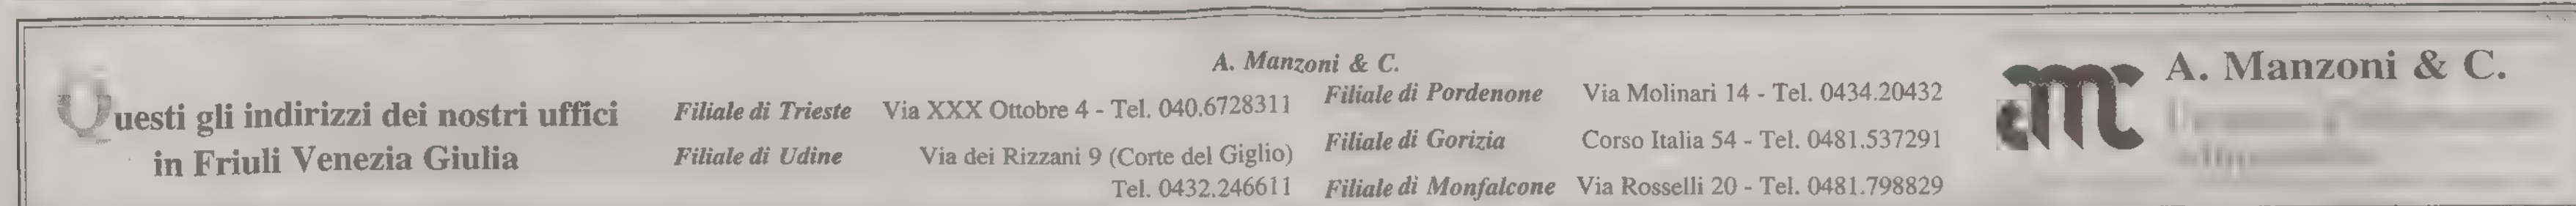 Questi gli indirizzi dei nostri uffici
in Friuli Venezia Giulia
A. Manzoni & C.
Filiale di Trieste Via XXX Ottobre 4 - Tel. 040.6728311
Filiale di Udine Via dei Rizzani 9 (Corte del Giglio)
Tel. 0432.246611
Filiale di Pordenone Via Molinari 14 - Tel. 0434.20432
Filiale di Gorizia Corso Italia 54 - Tel. 0481.537291
Filiale di Monfalcone Via Rosselli 20 - Tel. 0481.798829
A. Manzoni & C.